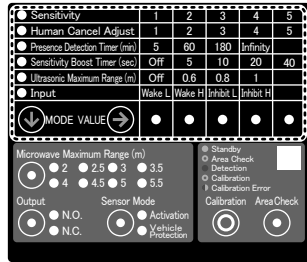 Sensitivity 1 2 3 4 5
Human Cancel Adjust 1 2 3 4 5
Presence Detection Timer (min) 5 60 180 Infinity
Sensitivity Boost Timer (sec) Off 5 10 20 40
Ultrasonic Maximum Range (m) Off 0.6 0.8 1
Input Wake L Wake H Inhibit L Inhibit H
MODE VALUE
Microwave Maximum Range (m)
2 2.5 3 3.5
4 4.5 5 5.5
Output Sensor Mode
N.O. Activation
N.C. Vehicle Protection
Standby
Area Check
Detection
Calibration
Calibration Error
Calibration Area Check